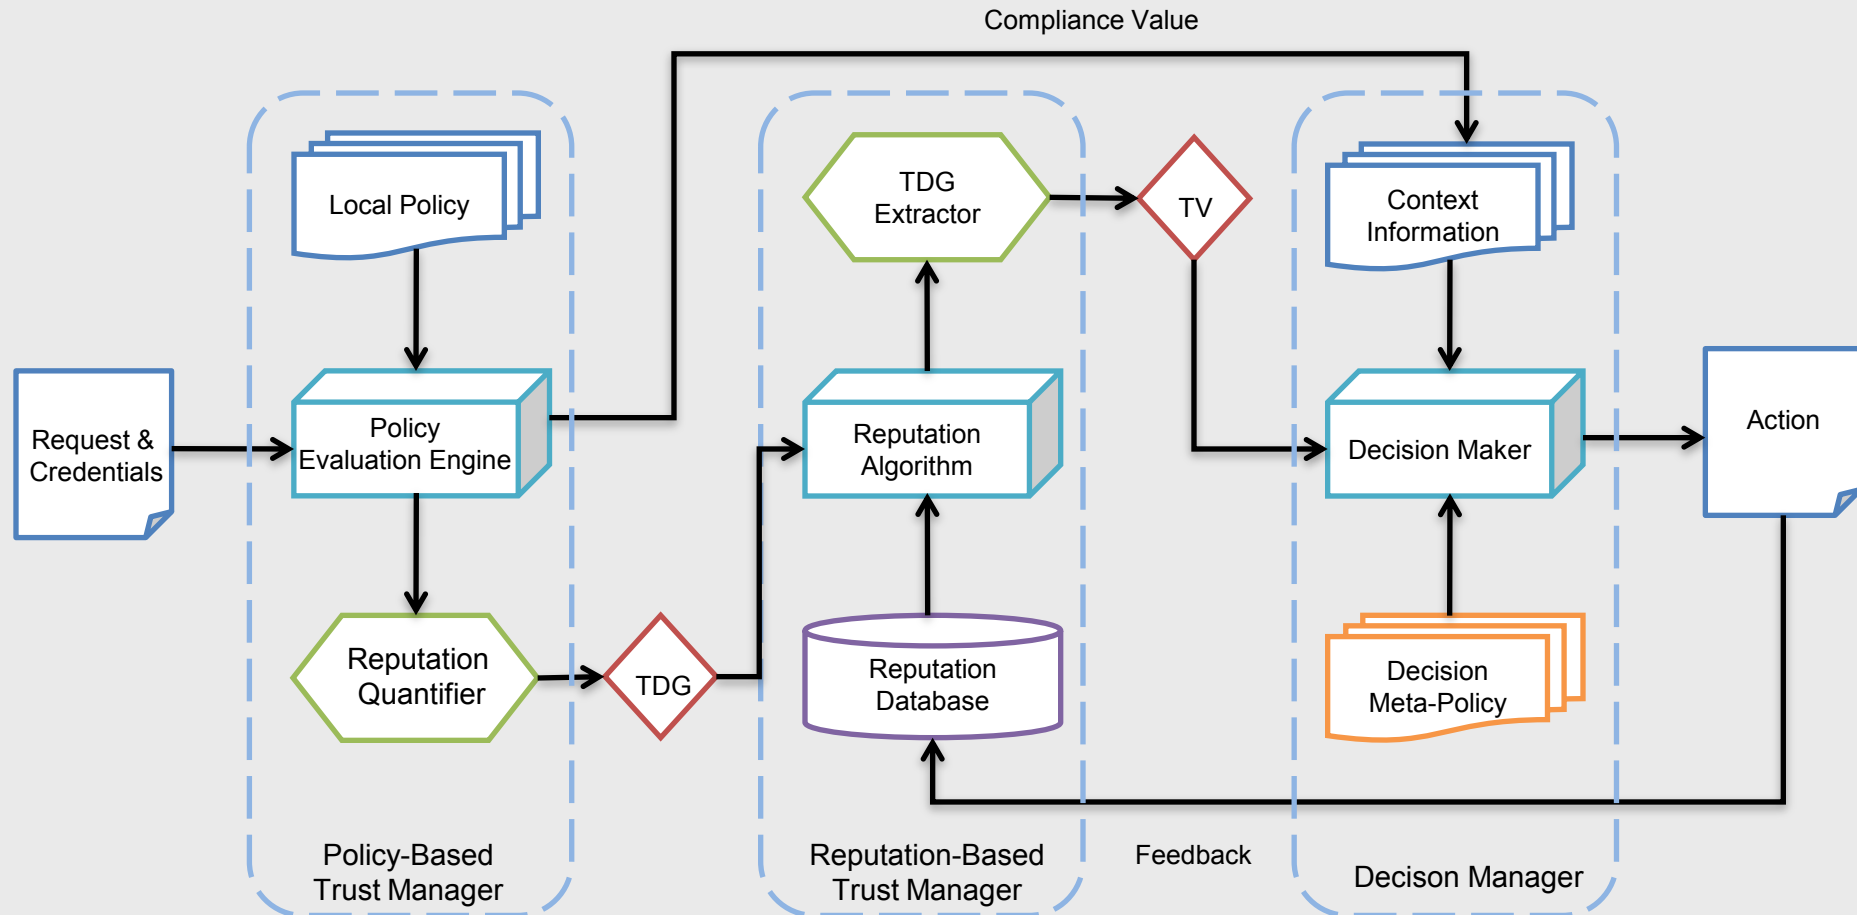 Compliance Value
Local Policy
TDG
Extractor
TV
Context
Information
Request &
Credentials
Policy
Evaluation Engine
Reputation
Algorithm
Decision Maker
Action
Reputation
Quantifier
TDG
Reputation
Database
Decision
Meta-Policy
Policy-Based
Trust Manager
Reputation-Based
Trust Manager
Feedback
Decison Manager